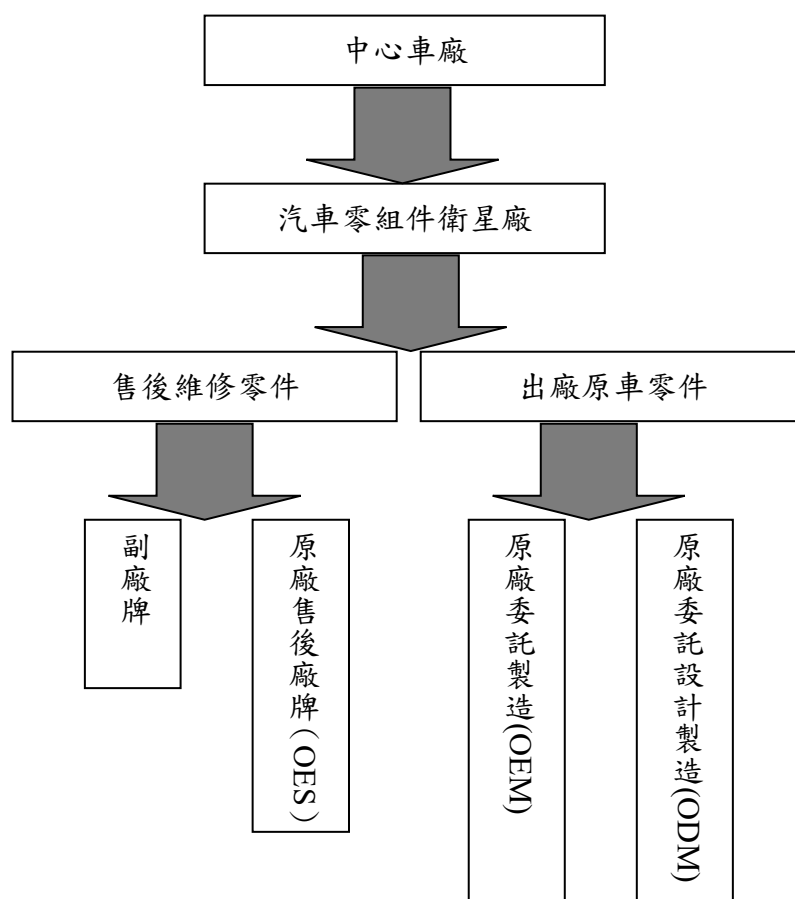 中心車廠
汽車零組件衛星廠
售後維修零件
出廠原車零件
副廠牌
原廠售後廠牌(OES)
原廠委託製造(OEM)
原廠委託設計製造(ODM)